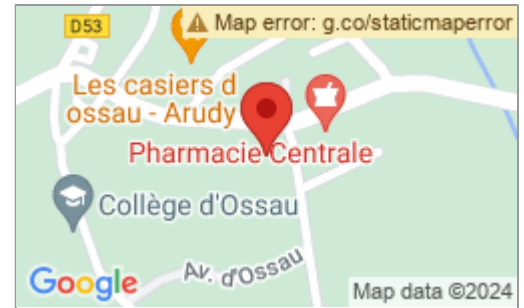 D53
Map error: g.co/staticmaperror
Les casiers d
ossau - Arudy
Pharmacie Centrale
Collège d'Ossau
Av. d'Ossau
Google
Map data ©2024